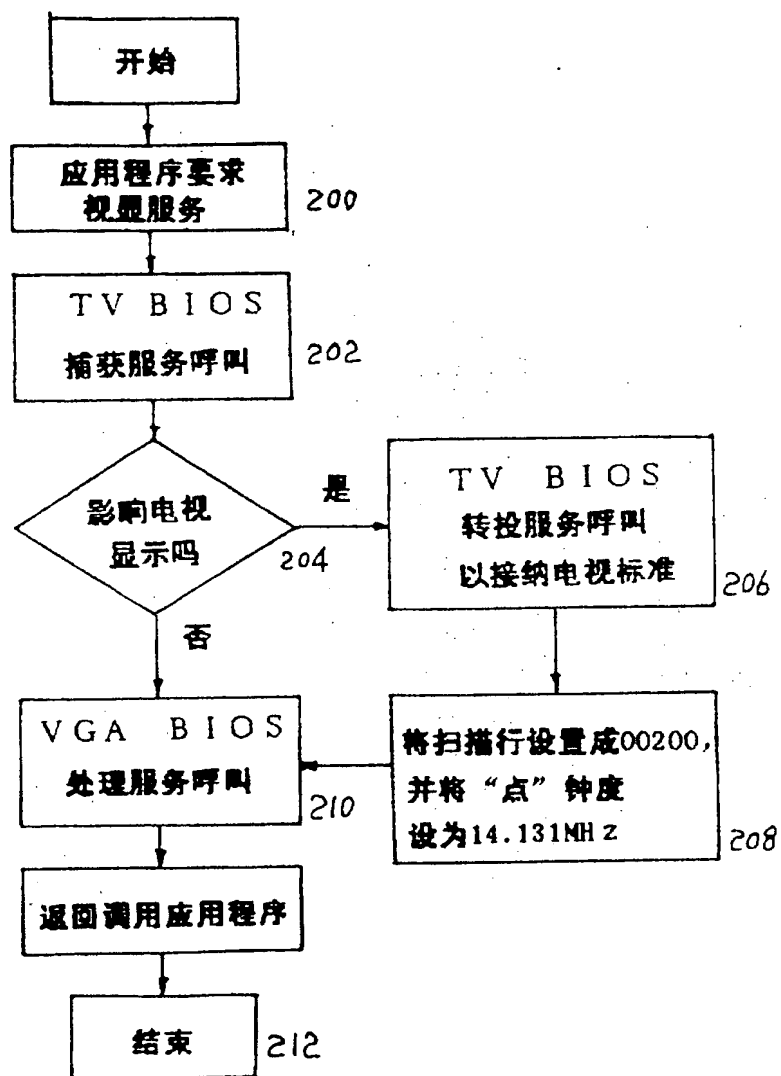 开始
应用程序要求
视显服务
200
TV BIOS
捕获服务呼叫
202
影响电视
显示吗
204
是
TV BIOS
转投服务呼叫
以接纳电视标准
206
否
将扫描行设置成00200,
并将“点”钟度
设为14.131MHz
208
VGA BIOS
处理服务呼叫
210
返回调用应用程序
结束
212